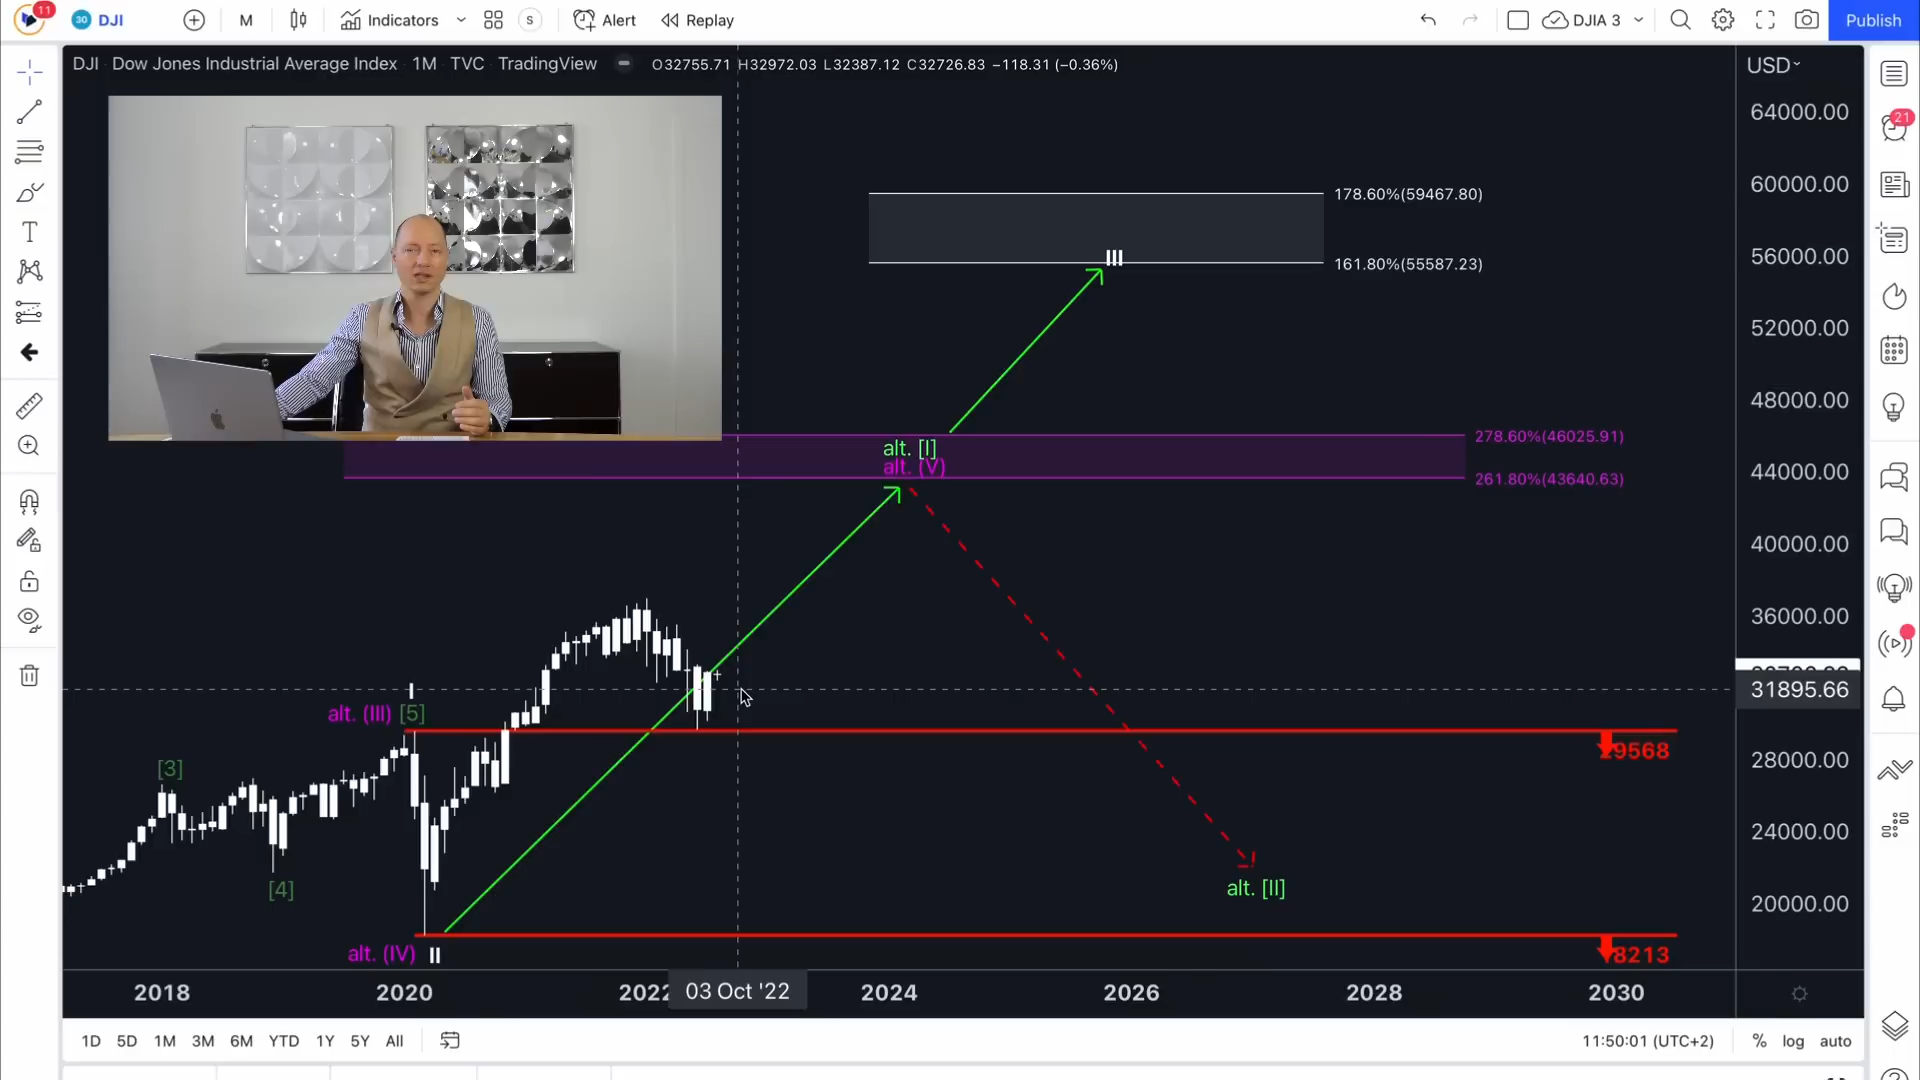 11
30 DJI
M
Indicators
S
Alert
Replay
DJIA 3
Publish
DJI Dow Jones Industrial Average Index 1M TVC TradingView O32755.71 H32972.03 L32387.12 C32726.83 −118.31 (−0.36%)
USD
64000.00
60000.00
56000.00
52000.00
48000.00
44000.00
40000.00
36000.00
31895.66
28000.00
24000.00
20000.00
21
178.60%(59467.80)
III
161.80%(55587.23)
278.60%(46025.91)
alt. [I]
alt. (V)
261.80%(43640.63)
I
alt. (III) [5]
[3]
[4]
alt. (IV) II
alt. [II]
T
2018 2020 2022 03 Oct '22 2024 2026 2028 2030
1D 5D 1M 3M 6M YTD 1Y 5Y All
11:50:01 (UTC+2) % log auto